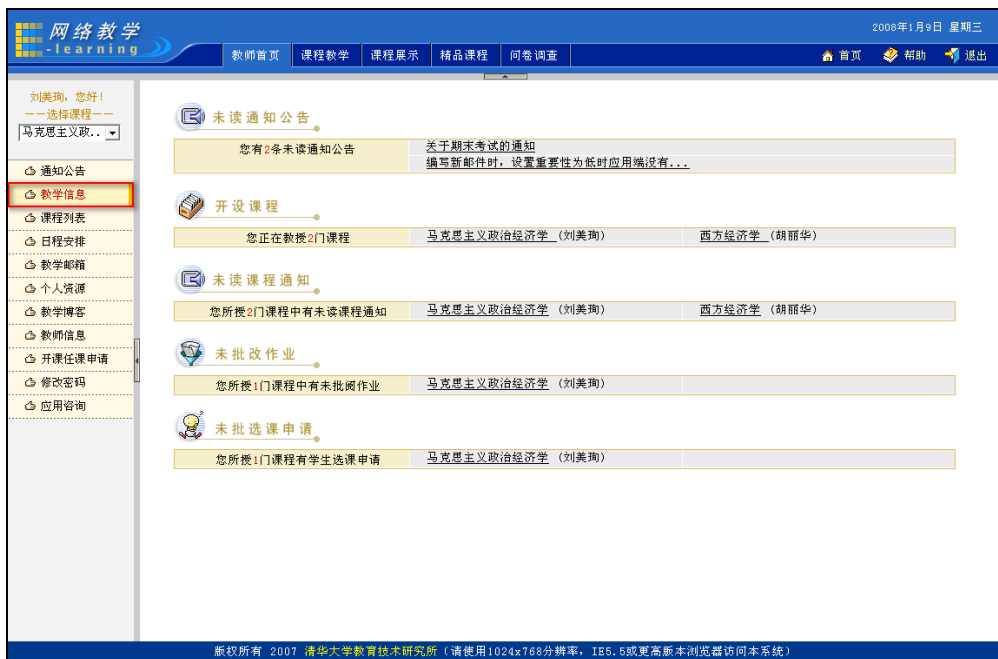 网络教学
-learning
2008年1月9日 星期三
教师首页 课程教学 课程展示 精品课程 问卷调查
首页 帮助 退出
刘美珣，您好！
——选择课程——
马克思主义政..
通知公告
教学信息
课程列表
日程安排
教学邮箱
个人资源
教学博客
教师信息
开课任课申请
修改密码
应用咨询
未读通知公告
您有2条未读通知公告
关于期末考试的通知
编写新邮件时，设置重要性为低时应用端没有...
开设课程
您正在教授2门课程 马克思主义政治经济学 (刘美珣) 西方经济学 (胡丽华)
未读课程通知
您所授2门课程中有未读课程通知 马克思主义政治经济学 (刘美珣) 西方经济学 (胡丽华)
未批改作业
您所授1门课程中有未批阅作业 马克思主义政治经济学 (刘美珣)
未批选课申请
您所授1门课程有学生选课申请 马克思主义政治经济学 (刘美珣)
版权所有 2007 清华大学教育技术研究所（请使用1024x768分辨率，IE5.5或更高版本浏览器访问本系统）